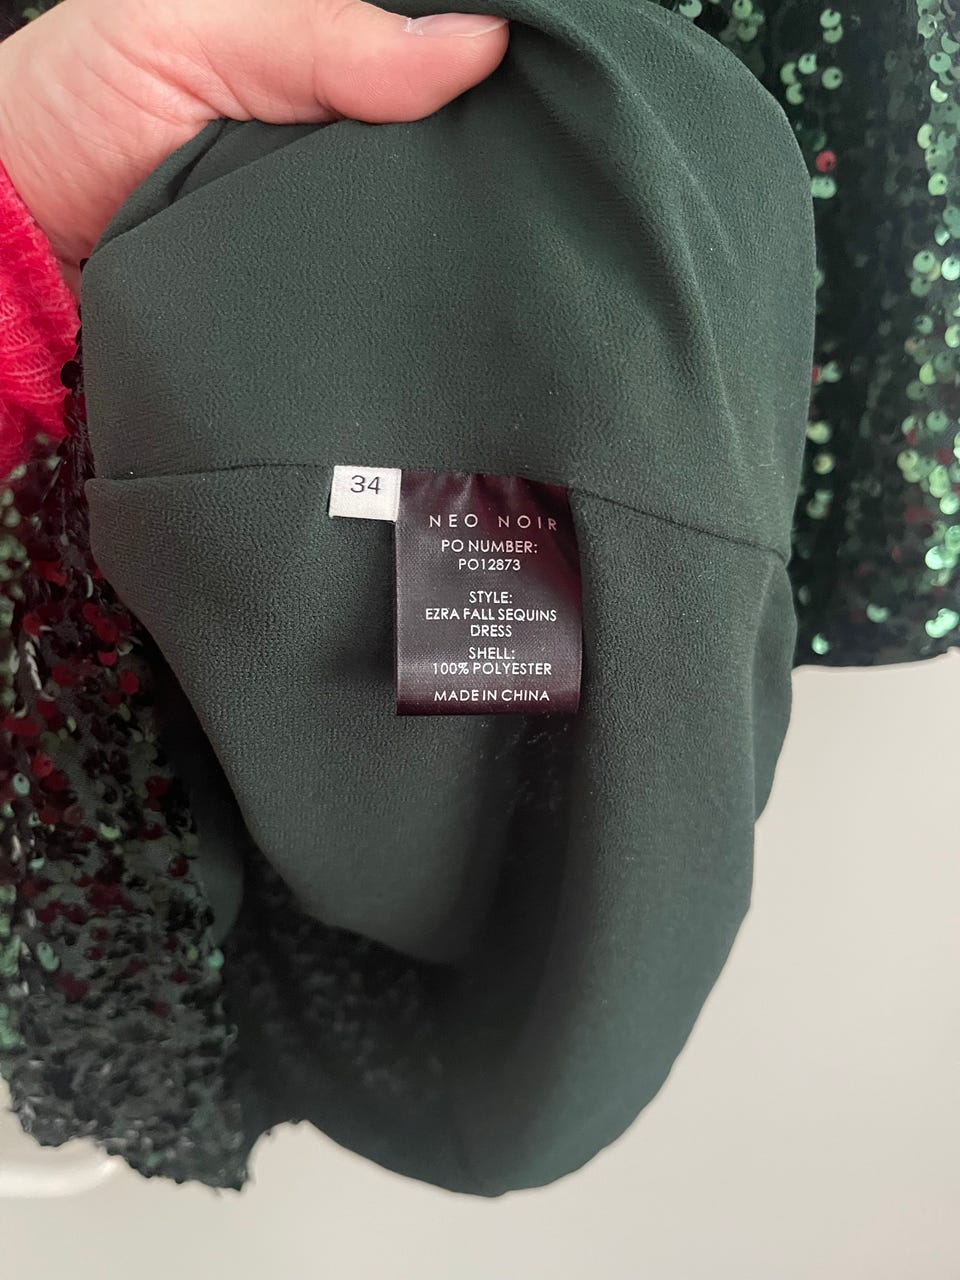 34
NEO NOIR
PO NUMBER:
PO12873
STYLE:
EZRA FALL SEQUINS
DRESS
SHELL:
100% POLYESTER
MADE IN CHINA